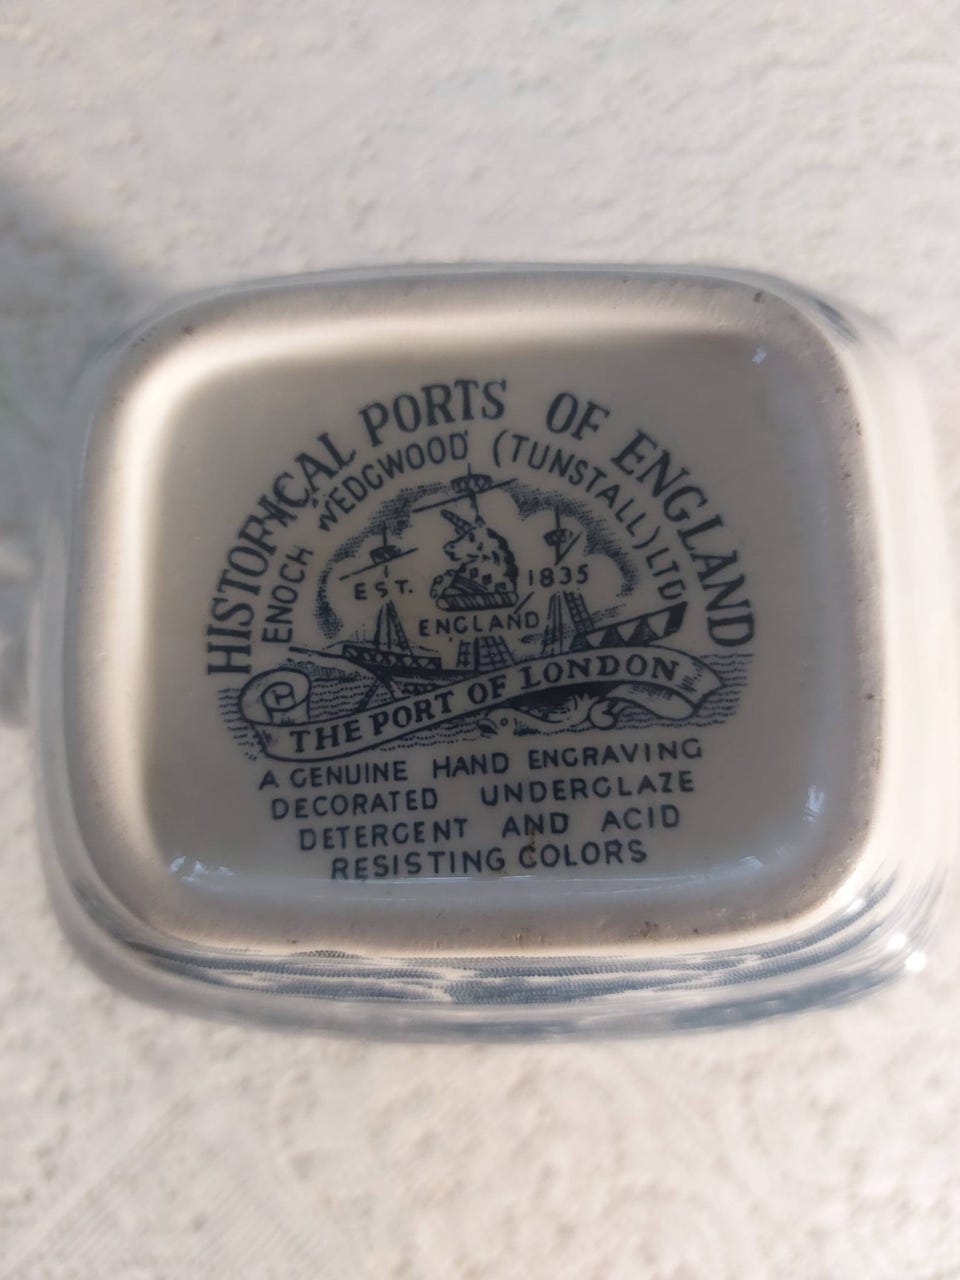 HISTORICAL PORTS OF ENGLAND
ENOCH WEDGWOOD (TUNSTALL) LTD
EST. 1835
ENGLAND
THE PORT OF LONDON
A GENUINE HAND ENGRAVING
DECORATED UNDERGLAZE
DETERGENT AND ACID
RESISTING COLORS